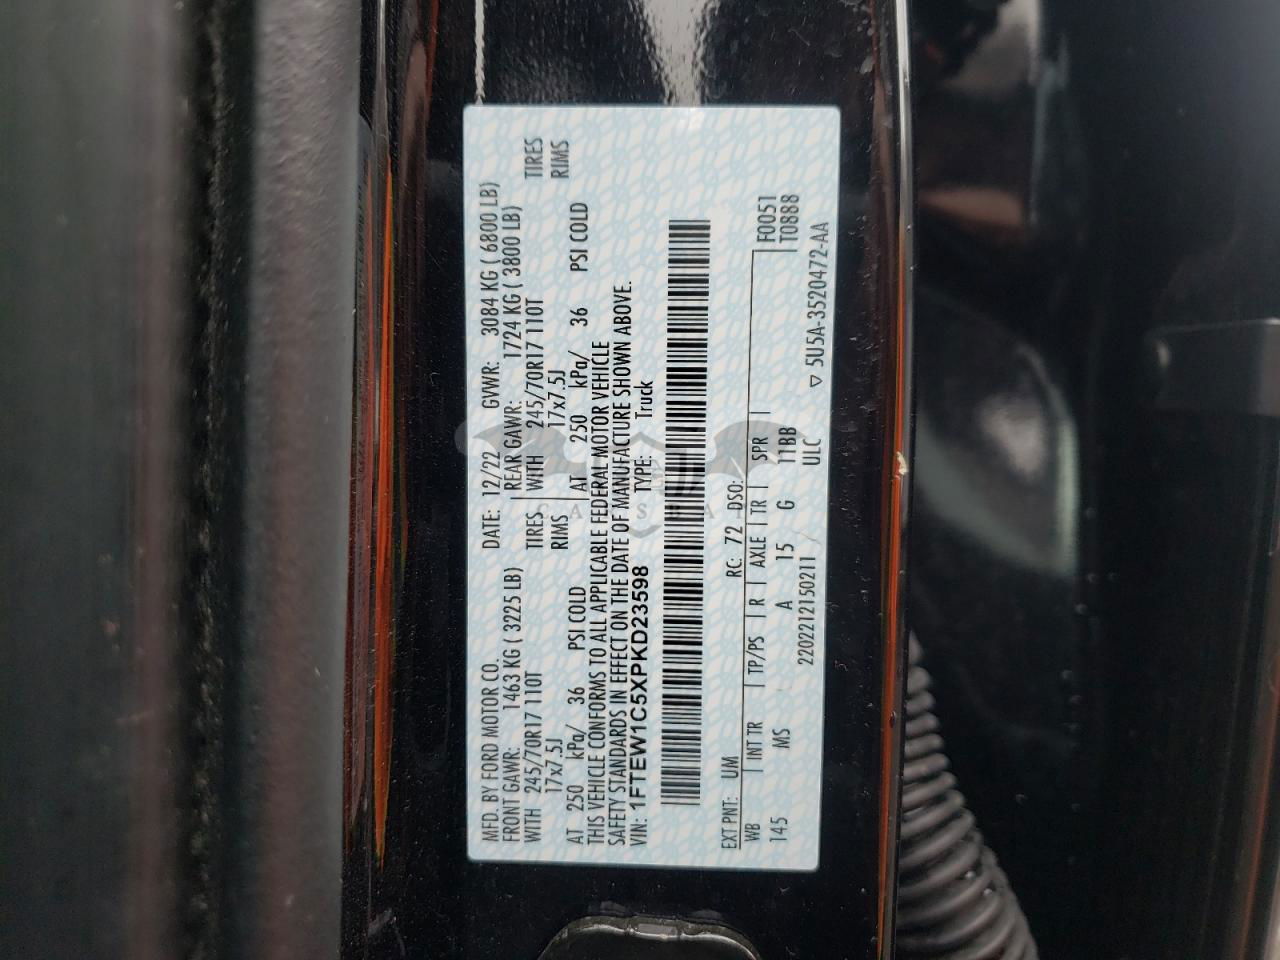 MFD. BY FORD MOTOR CO. DATE: 12/22 GVWR: 3084 KG ( 6800 LB)
FRONT GAWR: 1463 KG ( 3225 LB) REAR GAWR: 1724 KG ( 3800 LB)
WITH 245/70R17 110T TIRES WITH 245/70R17 110T TIRES
17x7.5J RIMS 17x7.5J RIMS
AT 250 kPa/ 36 PSI COLD AT 250 kPa/ 36 PSI COLD
THIS VEHICLE CONFORMS TO ALL APPLICABLE FEDERAL MOTOR VEHICLE
SAFETY STANDARDS IN EFFECT ON THE DATE OF MANUFACTURE SHOWN ABOVE.
VIN: 1FTEW1C5XPKD23598 TYPE: Truck
EXT PNT: UM RC: 72 DSO:
WB INT TR TP/PS R AXLE TR SPR F0051
145 MS A 15 G 11BB T0888
2202212150211 ULC ▽ 5U5A-3520472-AA